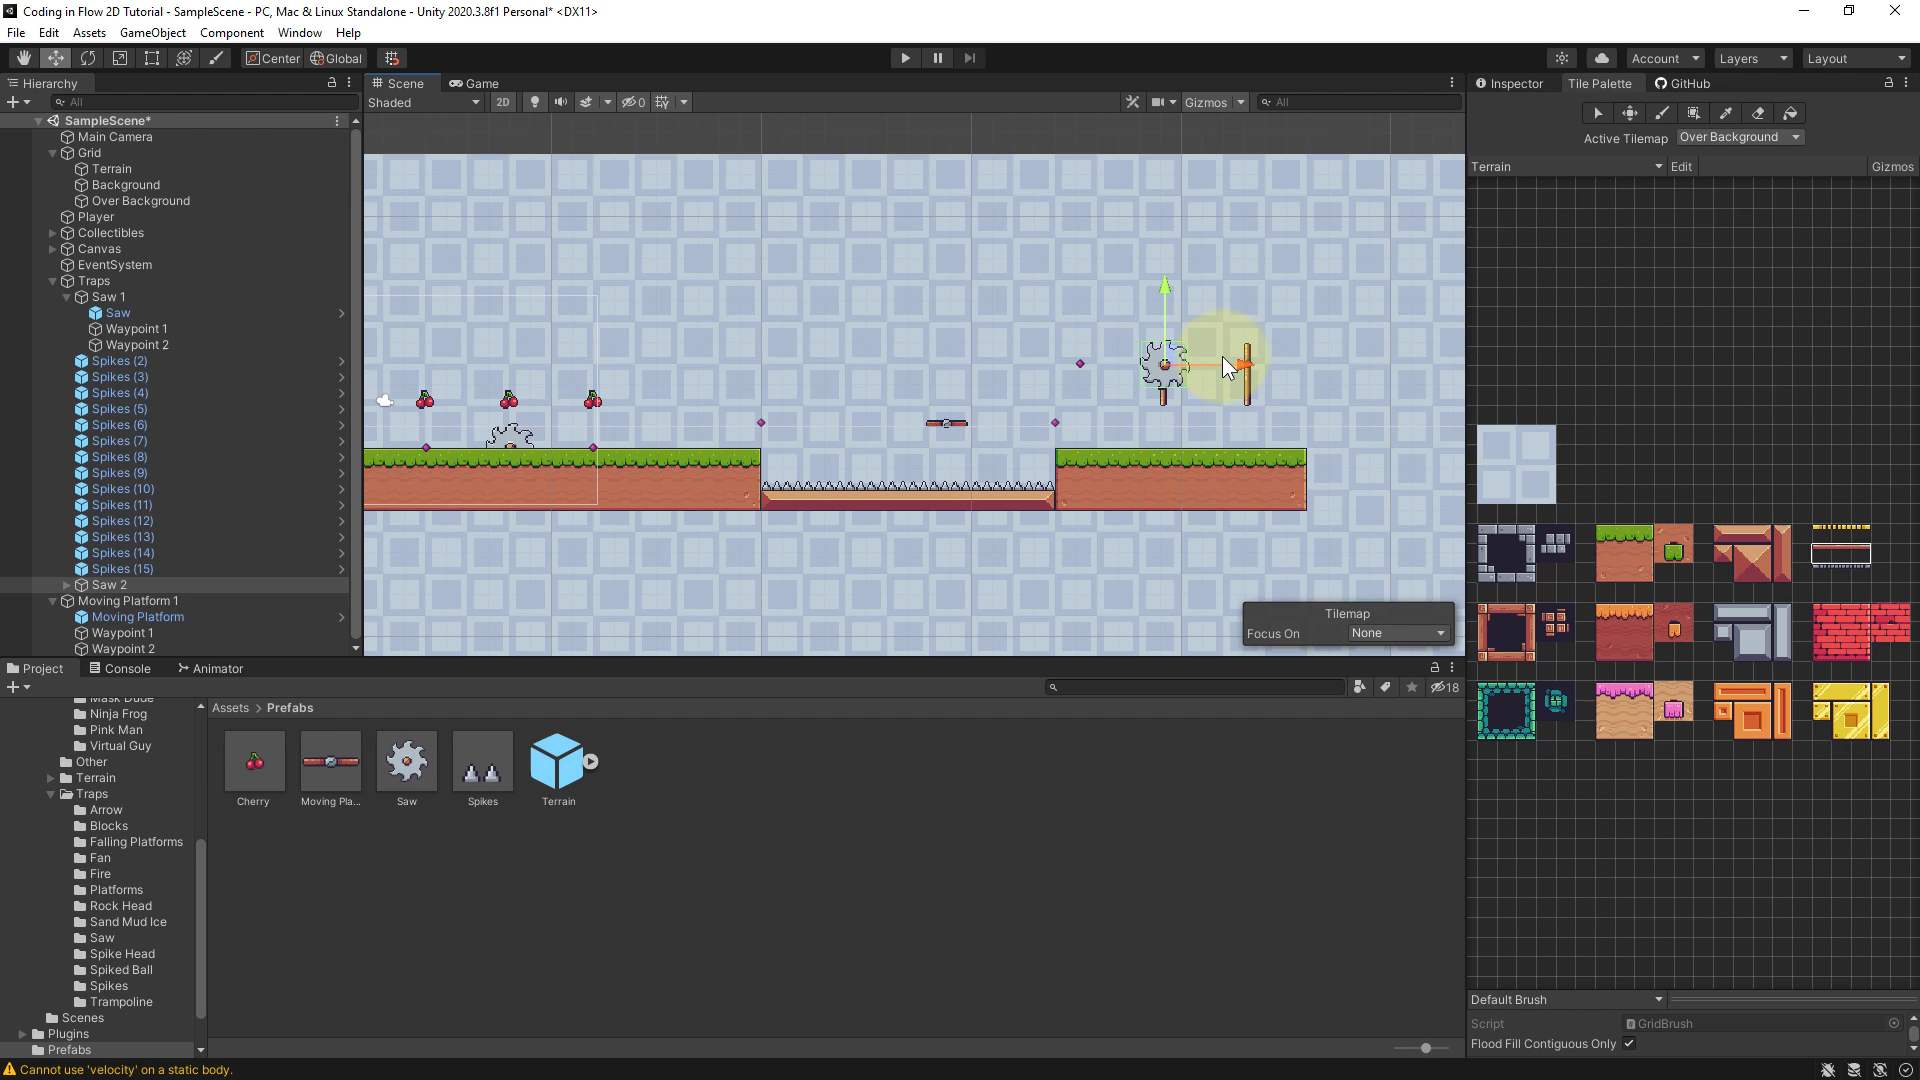 Coding in Flow 2D Tutorial - SampleScene - PC, Mac & Linux Standalone - Unity 2020.3.8f1 Personal* <DX11>
File Edit Assets GameObject Component Window Help
Center Global Account Layers Layout
Hierarchy
All
SampleScene*
Main Camera
Grid
Terrain
Background
Over Background
Player
Collectibles
Canvas
EventSystem
Traps
Saw 1
Saw
Waypoint 1
Waypoint 2
Spikes (2)
Spikes (3)
Spikes (4)
Spikes (5)
Spikes (6)
Spikes (7)
Spikes (8)
Spikes (9)
Spikes (10)
Spikes (11)
Spikes (12)
Spikes (13)
Spikes (14)
Spikes (15)
Saw 2
Moving Platform 1
Moving Platform
Waypoint 1
Waypoint 2
Scene Game
Shaded 2D 0 Gizmos All
Tilemap
Focus On None
Inspector Tile Palette GitHub
Active Tilemap Over Background
Terrain Edit Gizmos
Default Brush
Script GridBrush
Flood Fill Contiguous Only
Project Console Animator
18
Mask Dude
Ninja Frog
Pink Man
Virtual Guy
Other
Terrain
Traps
Arrow
Blocks
Falling Platforms
Fan
Fire
Platforms
Rock Head
Sand Mud Ice
Saw
Spike Head
Spiked Ball
Spikes
Trampoline
Scenes
Plugins
Prefabs
Assets > Prefabs
Cherry Moving Pla... Saw Spikes Terrain
Cannot use 'velocity' on a static body.